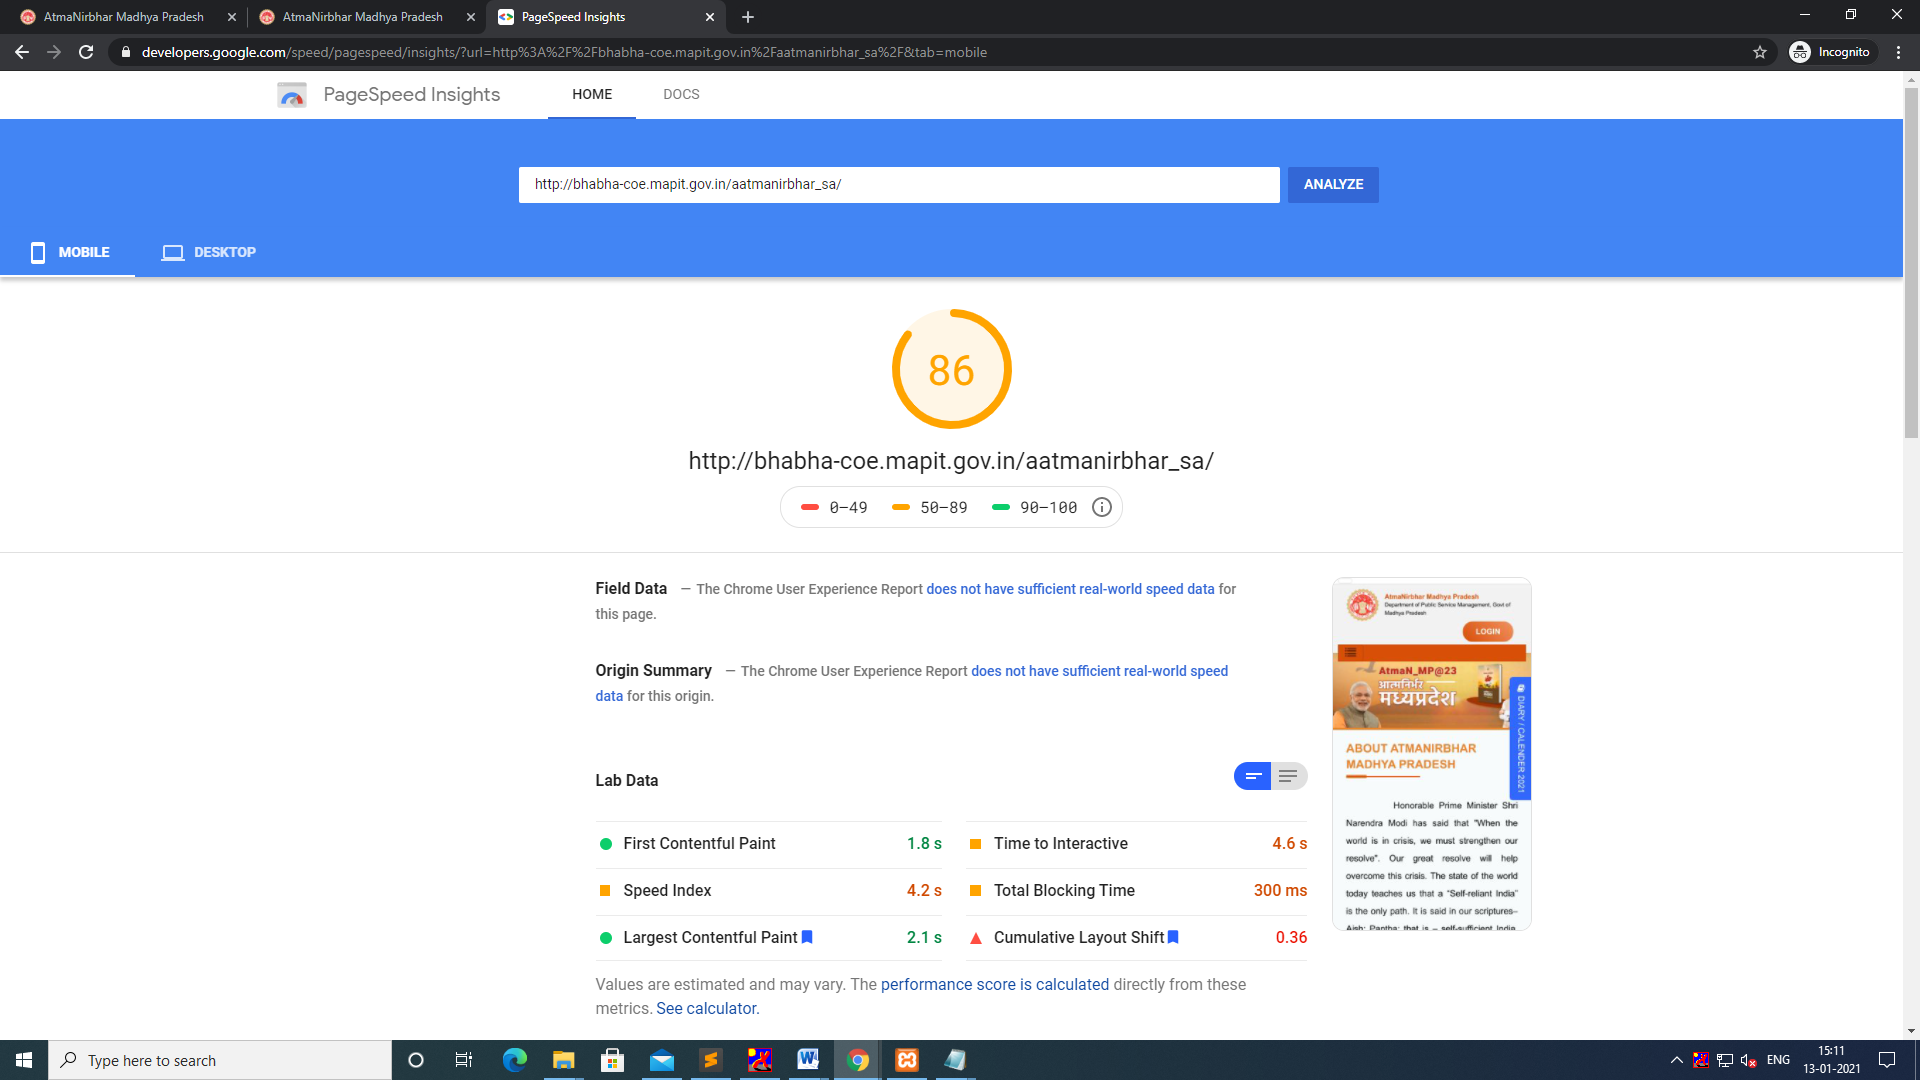 AtmaNirbhar Madhya Pradesh
AtmaNirbhar Madhya Pradesh
PageSpeed Insights
developers.google.com/speed/pagespeed/insights/?url=http%3A%2F%2Fbhabha-coe.mapit.gov.in%2Faatmanirbhar_sa%2F&tab=mobile
Incognito
PageSpeed Insights
HOME
DOCS
http://bhabha-coe.mapit.gov.in/aatmanirbhar_sa/
ANALYZE
MOBILE
DESKTOP
86
http://bhabha-coe.mapit.gov.in/aatmanirbhar_sa/
0–49 50–89 90–100
Field Data — The Chrome User Experience Report does not have sufficient real-world speed data for
this page.
Origin Summary — The Chrome User Experience Report does not have sufficient real-world speed
data for this origin.
Lab Data
First Contentful Paint 1.8 s
Time to Interactive 4.6 s
Speed Index 4.2 s
Total Blocking Time 300 ms
Largest Contentful Paint 2.1 s
Cumulative Layout Shift 0.36
Values are estimated and may vary. The performance score is calculated directly from these
metrics. See calculator.
AtmaNirbhar Madhya Pradesh
Department of Public Service Management, Govt of
Madhya Pradesh
LOGIN
AtmaN_MP@23
आत्मनिर्भर
मध्यप्रदेश
DIARY / CALENDER 2021
ABOUT ATMANIRBHAR
MADHYA PRADESH
Honorable Prime Minister Shri
Narendra Modi has said that "When the
world is in crisis, we must strengthen our
resolve". Our great resolve will help
overcome this crisis. The state of the world
today teaches us that a "Self-reliant India"
is the only path. It is said in our scriptures–
Aish: Pantha: that is – self-sufficient India.
Type here to search
ENG
15:11
13-01-2021